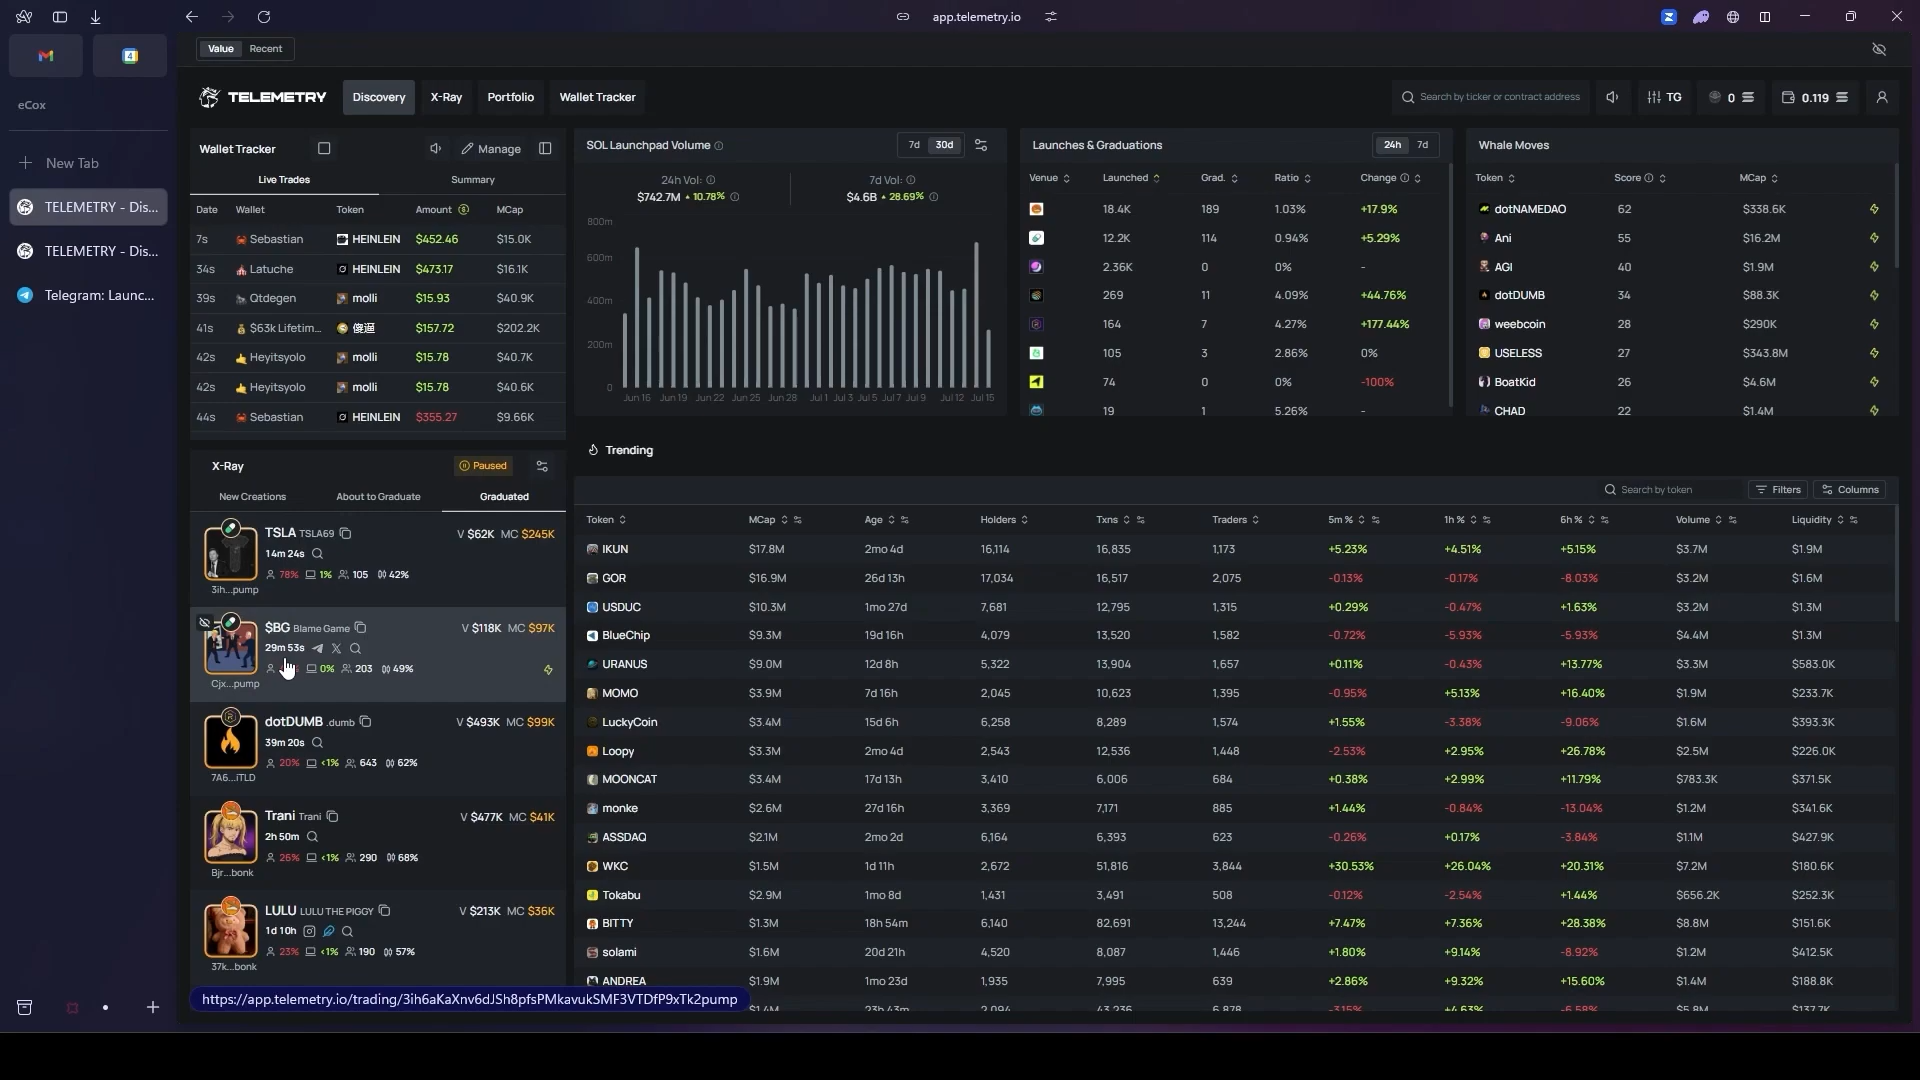 app.telemetry.io
Value Recent
eCox
TELEMETRY Discovery X-Ray Portfolio Wallet Tracker Search by ticker or contract address TG 0 0.119
New Tab
TELEMETRY - Dis...
TELEMETRY - Dis...
Telegram: Launc...
Wallet Tracker Manage
Live Trades Summary
Date Wallet Token Amount MCap
7s Sebastian HEINLEIN $452.46 $15.0K
34s Latuche HEINLEIN $473.17 $16.1K
39s Qtdegen molli $15.93 $40.9K
41s $63k Lifetim... 傻逼 $157.72 $202.2K
42s Heyitsyolo molli $15.78 $40.7K
42s Heyitsyolo molli $15.78 $40.6K
44s Sebastian HEINLEIN $355.27 $9.66K
SOL Launchpad Volume 7d 30d
24h Vol: 7d Vol:
$742.7M 10.78% $4.6B 28.69%
800m
600m
400m
200m
0
Jun 16 Jun 19 Jun 22 Jun 25 Jun 28 Jul 1 Jul 3 Jul 5 Jul 7 Jul 9 Jul 12 Jul 15
Launches & Graduations 24h 7d
Venue Launched Grad. Ratio Change
18.4K 189 1.03% +17.9%
12.2K 114 0.94% +5.29%
2.36K 0 0% -
269 11 4.09% +44.76%
164 7 4.27% +177.44%
105 3 2.86% 0%
74 0 0% -100%
19 1 5.26% -
Whale Moves
Token Score MCap
dotNAMEDAO 62 $338.6K
Ani 55 $16.2M
AGI 40 $1.9M
dotDUMB 34 $88.3K
weebcoin 28 $290K
USELESS 27 $343.8M
BoatKid 26 $4.6M
CHAD 22 $1.4M
X-Ray Paused
New Creations About to Graduate Graduated
TSLA TSLA69 V $62K MC $245K
14m 24s
78% 1% 105 42%
3ih...pump
$BG Blame Game V $118K MC $97K
29m 53s
0% 203 49%
Cjx...pump
dotDUMB .dumb V $493K MC $99K
39m 20s
20% <1% 643 62%
7A6...iTLD
Trani Trani V $477K MC $41K
2h 50m
26% <1% 290 68%
Bjr...bonk
LULU LULU THE PIGGY V $213K MC $36K
1d 10h
23% <1% 190 57%
37k...bonk
Trending
Search by token Filters Columns
Token MCap Age Holders Txns Traders 5m % 1h % 6h % Volume Liquidity
IKUN $17.8M 2mo 4d 16,114 16,835 1,173 +5.23% +4.51% +5.15% $3.7M $1.9M
GOR $16.9M 26d 13h 17,034 16,517 2,075 -0.13% -0.17% -8.03% $3.2M $1.6M
USDUC $10.3M 1mo 27d 7,681 12,795 1,315 +0.29% -0.47% +1.63% $3.2M $1.3M
BlueChip $9.3M 19d 16h 4,079 13,520 1,582 -0.72% -5.93% -5.93% $4.4M $1.3M
URANUS $9.0M 12d 8h 5,322 13,904 1,657 +0.11% -0.43% +13.77% $3.3M $583.0K
MOMO $3.9M 7d 16h 2,045 10,623 1,395 -0.95% +5.13% +16.40% $1.9M $233.7K
LuckyCoin $3.4M 15d 6h 6,258 8,289 1,574 +1.55% -3.38% -9.06% $1.6M $393.3K
Loopy $3.3M 2mo 4d 2,543 12,536 1,448 -2.53% +2.95% +26.78% $2.5M $226.0K
MOONCAT $3.4M 17d 13h 3,410 6,006 684 +0.38% +2.99% +11.79% $783.3K $371.5K
monke $2.6M 27d 16h 3,369 7,171 885 +1.44% -0.84% -13.04% $1.2M $341.6K
ASSDAQ $2.1M 2mo 2d 6,164 6,393 623 -0.26% +0.17% -3.84% $1.1M $427.9K
WKC $1.5M 1d 11h 2,672 51,816 3,844 +30.53% +26.04% +20.31% $7.2M $180.6K
Tokabu $2.9M 1mo 8d 1,431 3,491 508 -0.12% -2.54% +1.44% $656.2K $252.3K
BITTY $1.3M 18h 54m 6,140 82,691 13,244 +7.47% +7.36% +28.38% $8.8M $151.6K
solami $1.6M 20d 21h 4,520 8,087 1,446 +1.80% +9.14% -8.92% $1.2M $412.5K
ANDREA $1.9M 1mo 23d 1,935 7,995 639 +2.86% +9.32% +15.60% $1.4M $188.8K
https://app.telemetry.io/trading/3ih6aKaXnv6dJSh8pfsPMkavukSMF3VTDfP9xTk2pump